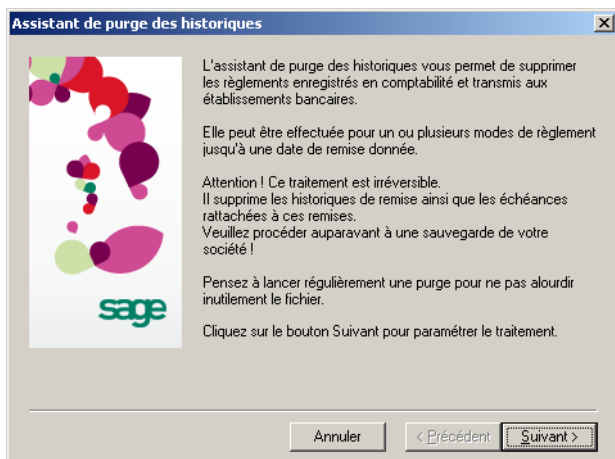 Assistant de purge des historiques
L'assistant de purge des historiques vous permet de supprimer
les règlements enregistrés en comptabilité et transmis aux
établissements bancaires.
Elle peut être effectuée pour un ou plusieurs modes de règlement
jusqu'à une date de remise donnée.
Attention ! Ce traitement est irréversible.
Il supprime les historiques de remise ainsi que les échéances
rattachées à ces remises.
Veuillez procéder auparavant à une sauvegarde de votre
société !
Pensez à lancer régulièrement une purge pour ne pas alourdir
inutilement le fichier.
sage
Cliquez sur le bouton Suivant pour paramétrer le traitement.
Annuler
< Précédent
Suivant >